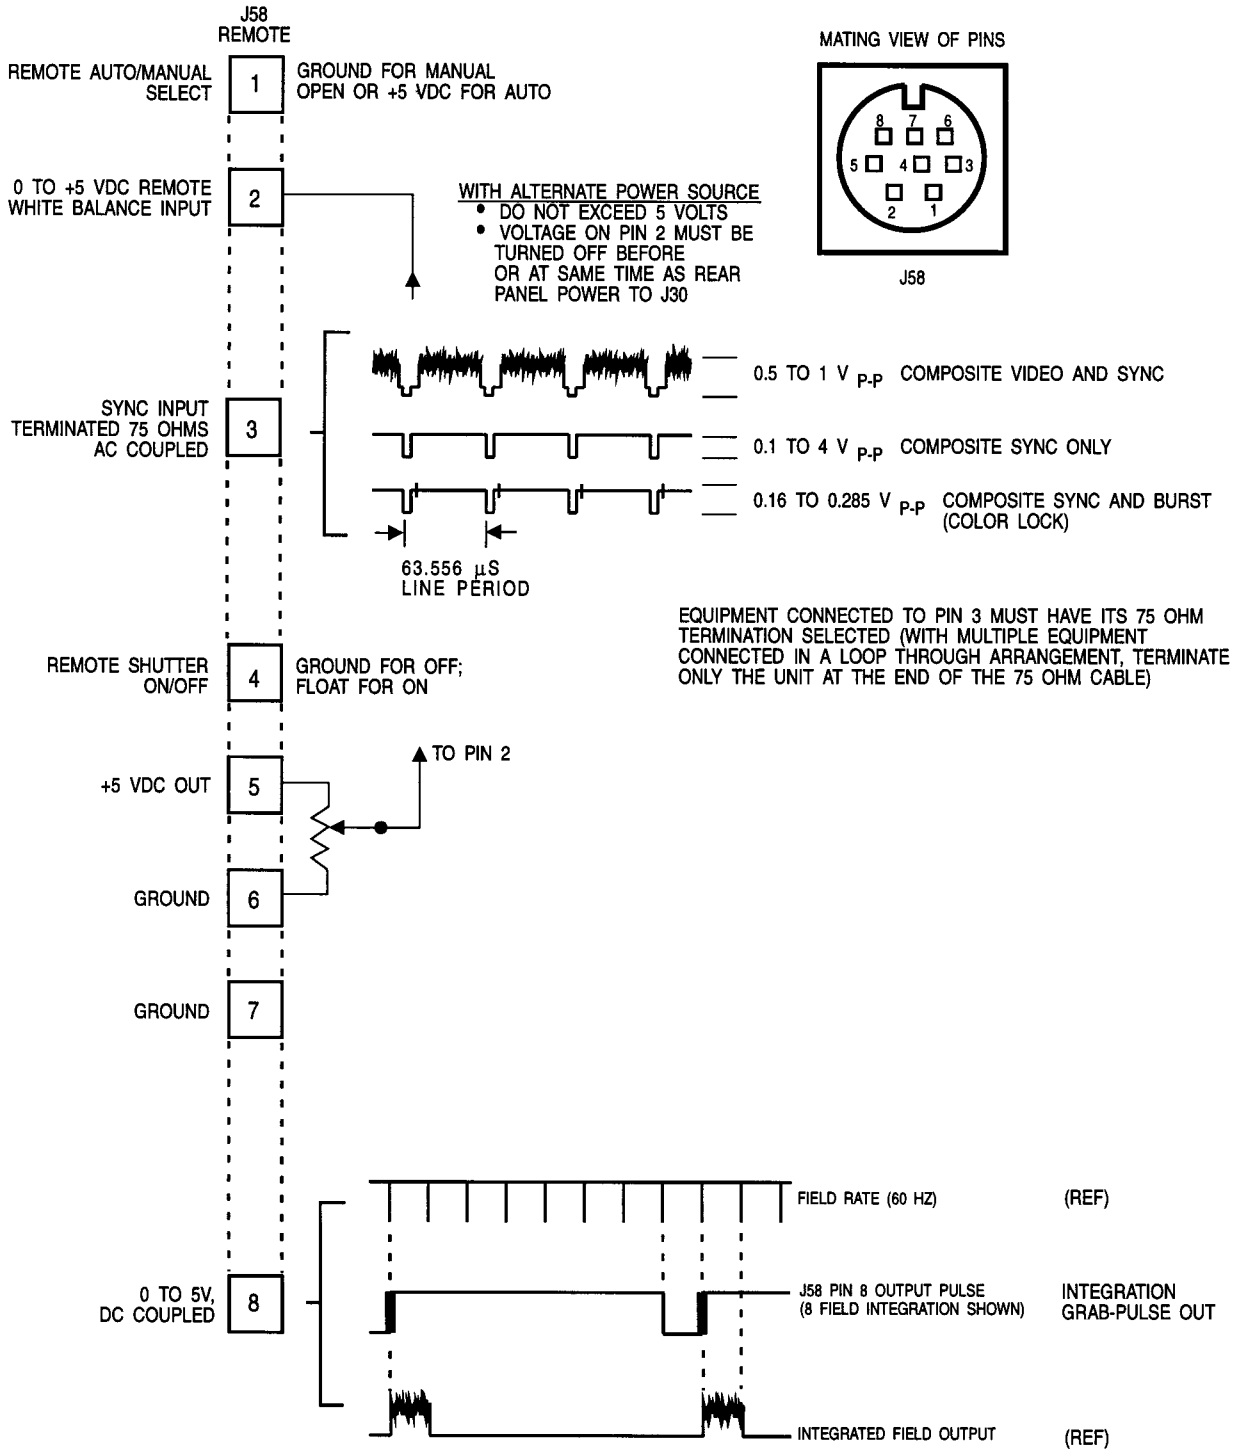 J58
REMOTE
REMOTE AUTO/MANUAL
SELECT
1
GROUND FOR MANUAL
OPEN OR +5 VDC FOR AUTO
MATING VIEW OF PINS
8 7 6
5 4 3
2 1
J58
0 TO +5 VDC REMOTE
WHITE BALANCE INPUT
2
WITH ALTERNATE POWER SOURCE
• DO NOT EXCEED 5 VOLTS
• VOLTAGE ON PIN 2 MUST BE
TURNED OFF BEFORE
OR AT SAME TIME AS REAR
PANEL POWER TO J30
SYNC INPUT
TERMINATED 75 OHMS
AC COUPLED
3
0.5 TO 1 V P-P COMPOSITE VIDEO AND SYNC
0.1 TO 4 V P-P COMPOSITE SYNC ONLY
0.16 TO 0.285 V P-P COMPOSITE SYNC AND BURST
(COLOR LOCK)
63.556 µS
LINE PERIOD
EQUIPMENT CONNECTED TO PIN 3 MUST HAVE ITS 75 OHM
TERMINATION SELECTED (WITH MULTIPLE EQUIPMENT
CONNECTED IN A LOOP THROUGH ARRANGEMENT, TERMINATE
ONLY THE UNIT AT THE END OF THE 75 OHM CABLE)
REMOTE SHUTTER
ON/OFF
4
GROUND FOR OFF;
FLOAT FOR ON
TO PIN 2
+5 VDC OUT
5
GROUND
6
GROUND
7
FIELD RATE (60 HZ) (REF)
0 TO 5V,
DC COUPLED
8
J58 PIN 8 OUTPUT PULSE
(8 FIELD INTEGRATION SHOWN)
INTEGRATION
GRAB-PULSE OUT
INTEGRATED FIELD OUTPUT (REF)